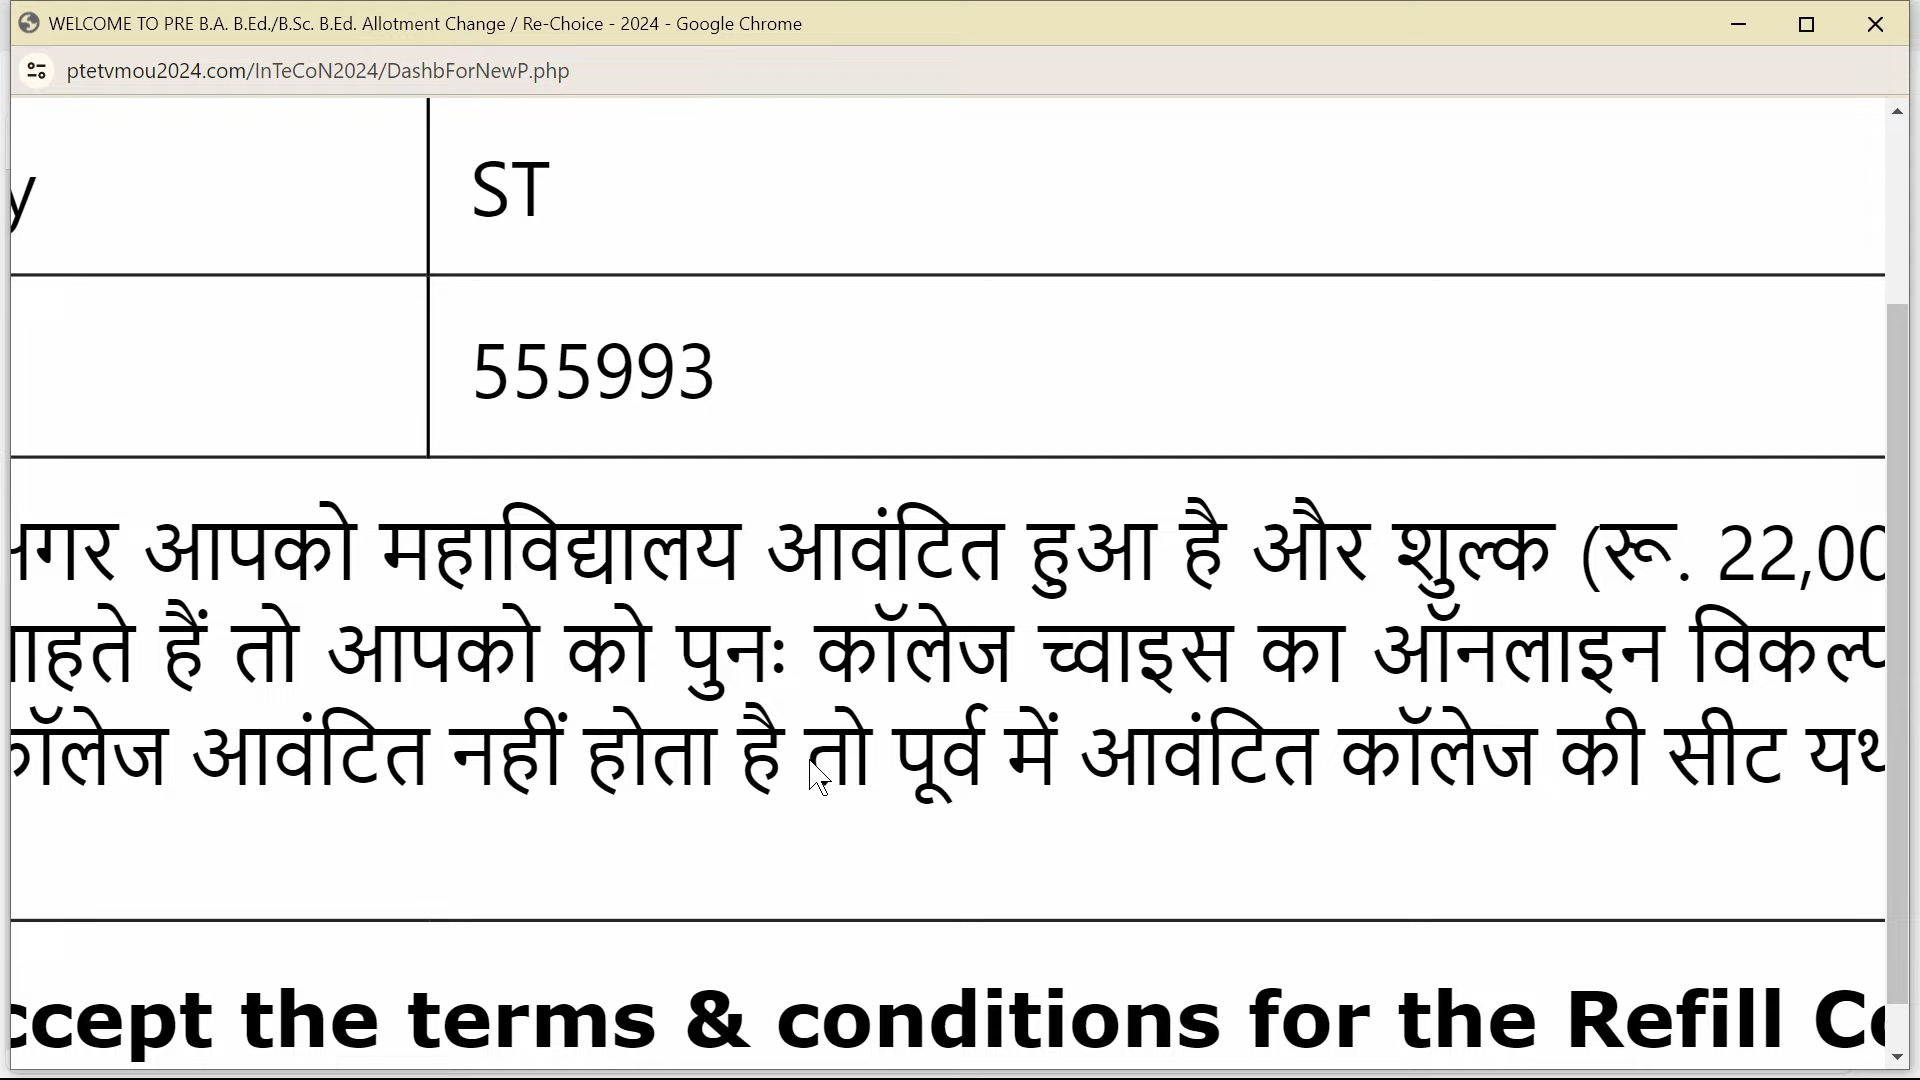 WELCOME TO PRE B.A. B.Ed./B.Sc. B.Ed. Allotment Change / Re-Choice - 2024 - Google Chrome
ptetvmou2024.com/InTeCoN2024/DashbForNewP.php
y ST
555993
अगर आपको महाविद्यालय आवंटित हुआ है और शुल्क (रू. 22,00
चाहते हैं तो आपको को पुनः कॉलेज च्वाइस का ऑनलाइन विकल्प
कॉलेज आवंटित नहीं होता है तो पूर्व में आवंटित कॉलेज की सीट यथ
ccept the terms & conditions for the Refill Co